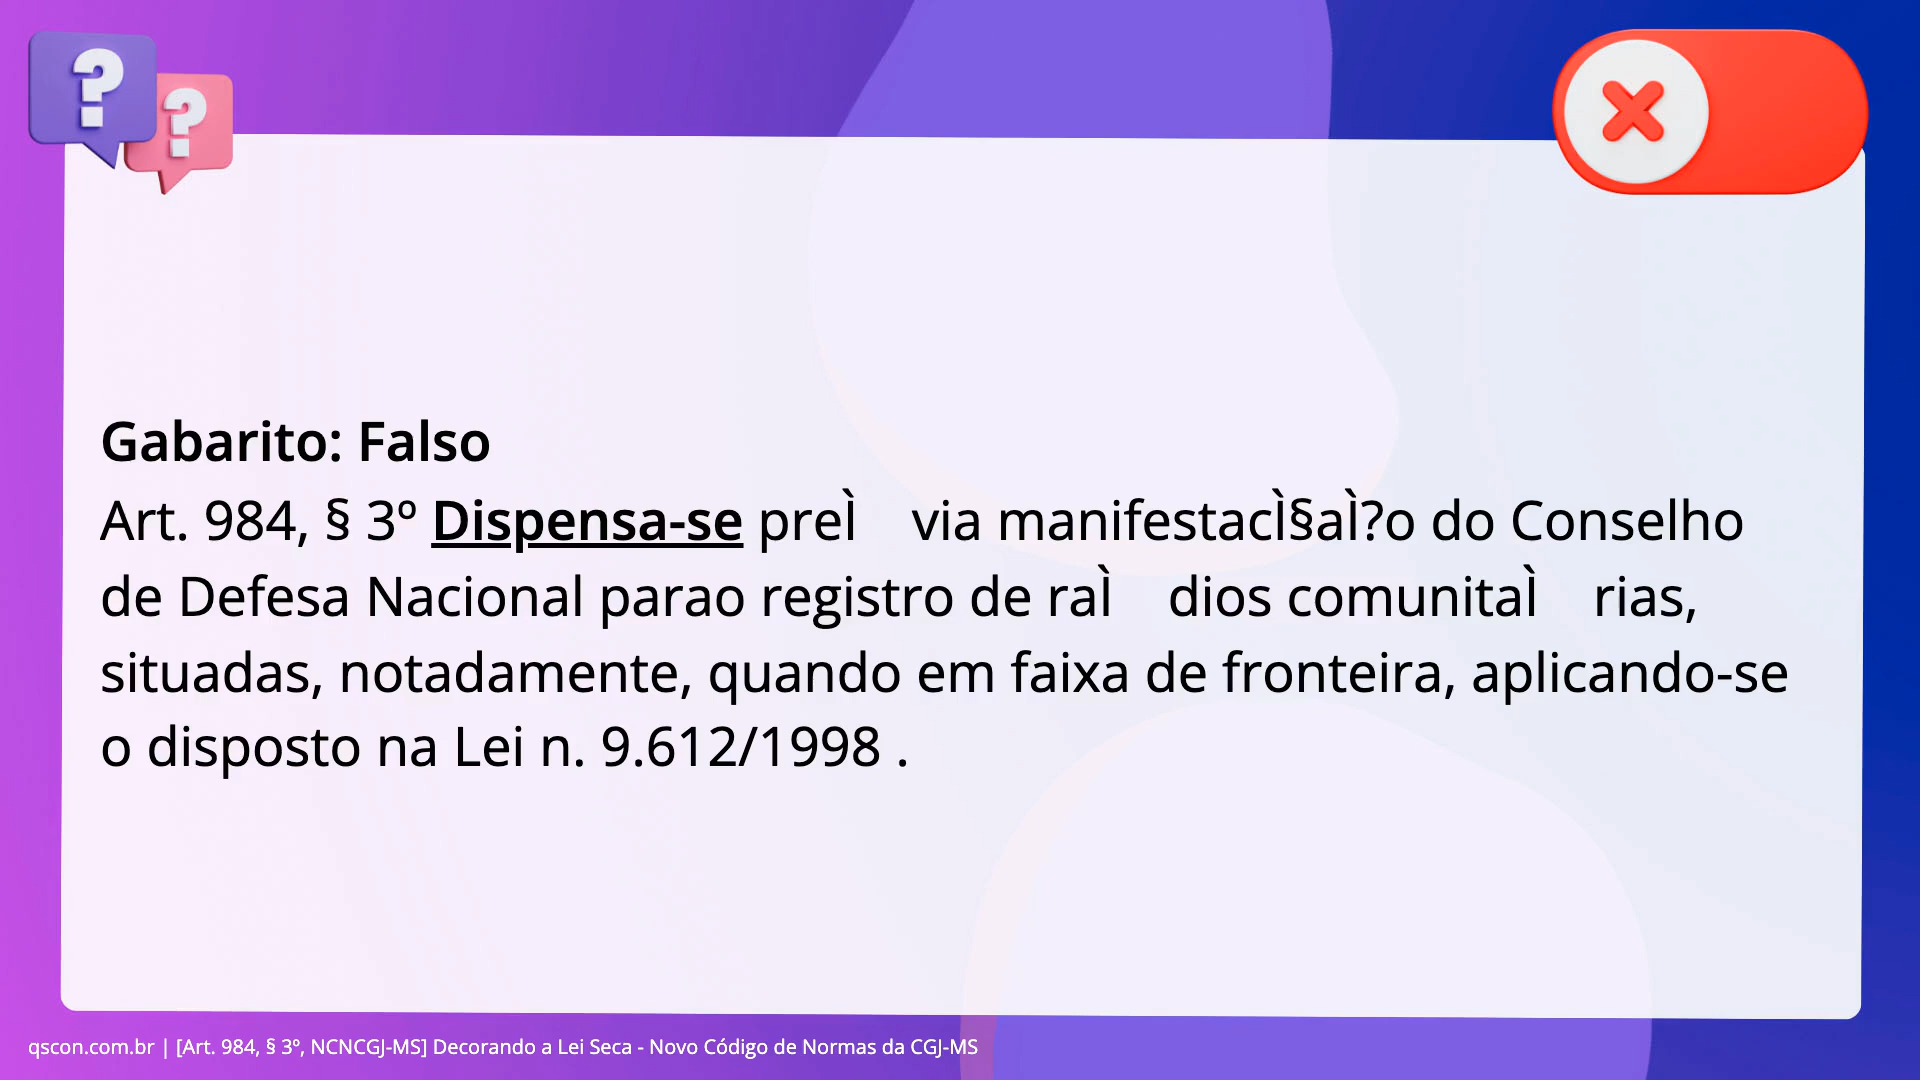 Gabarito: Falso
Art. 984, § 3º Dispensa-se preÌ via manifestacÌ§aÌ?o do Conselho
de Defesa Nacional parao registro de raÌ dios comunitaÌ rias,
situadas, notadamente, quando em faixa de fronteira, aplicando-se
o disposto na Lei n. 9.612/1998 .
qscon.com.br | [Art. 984, § 3º, NCNCGJ-MS] Decorando a Lei Seca - Novo Código de Normas da CGJ-MS